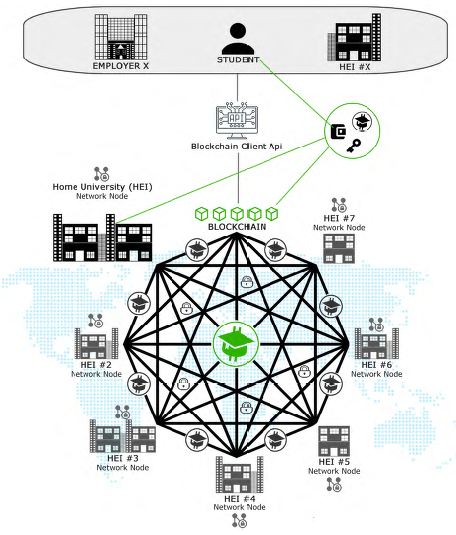 EMPLOYER X
STUDENT
HEI #X
API
Blockchain Client Api
Home University (HEI)
Network Node
BLOCKCHAIN
HEI #7
Network Node
HEI #2
Network Node
HEI #6
Network Node
HEI #3
Network Node
HEI #5
Network Node
HEI #4
Network Node